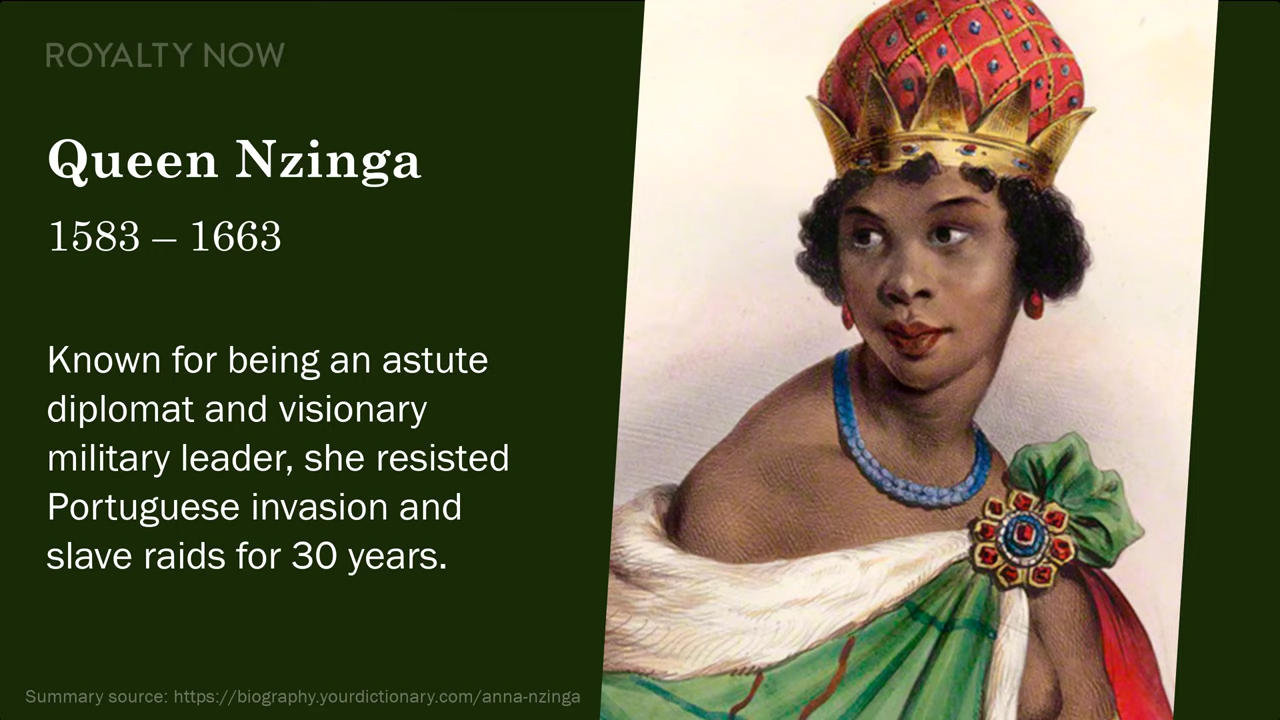 ROYALTY NOW
Queen Nzinga
1583 – 1663
Known for being an astute
diplomat and visionary
military leader, she resisted
Portuguese invasion and
slave raids for 30 years.
Summary source: https://biography.yourdictionary.com/anna-nzinga